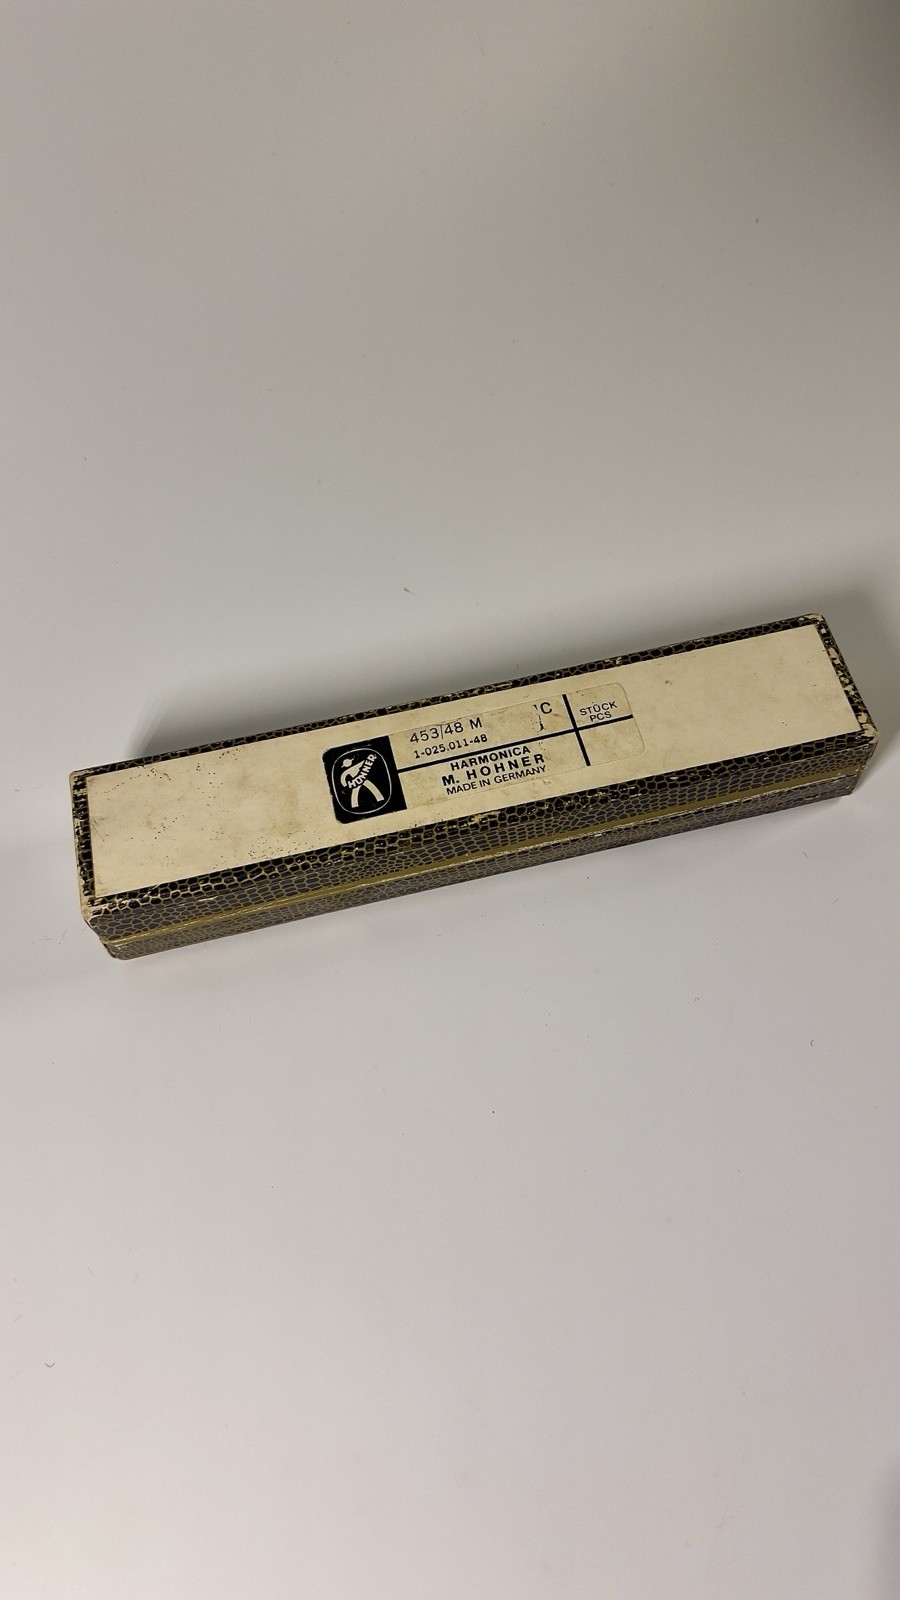 HOHNER
453/48 M
C
1-025.011-48
HARMONICA
M. HOHNER
MADE IN GERMANY
STÜCK
PCS